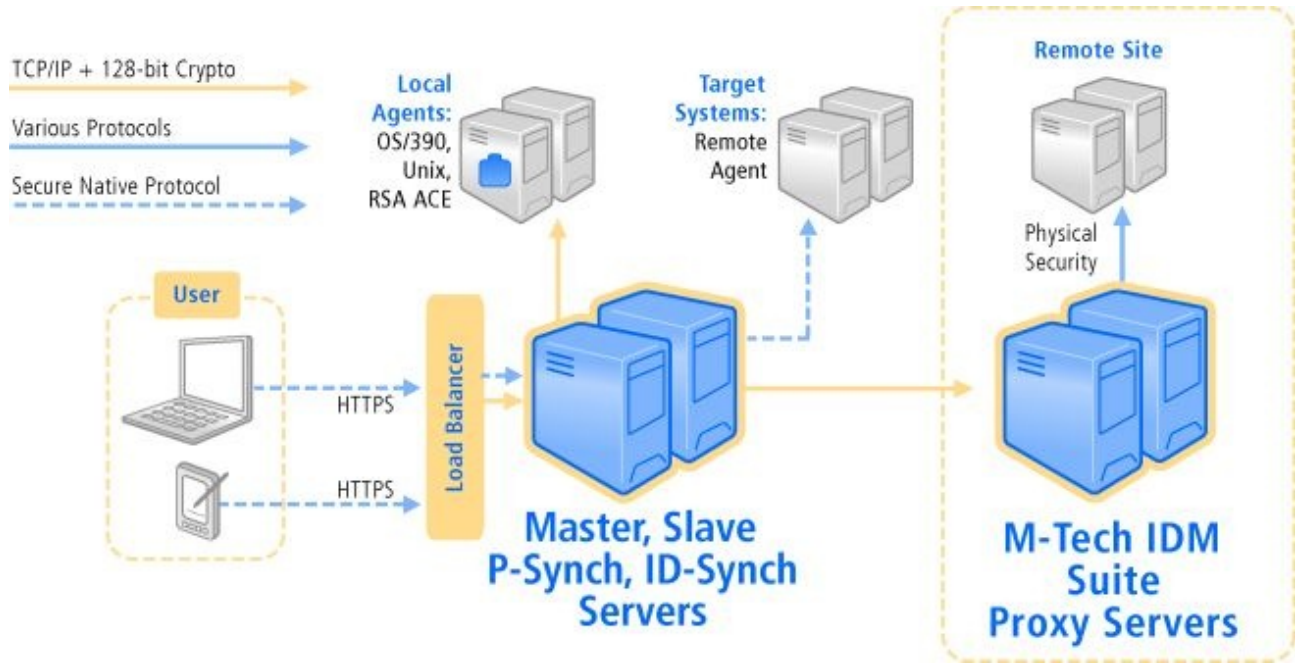 TCP/IP + 128-bit Crypto
Various Protocols
Secure Native Protocol
Local
Agents:
OS/390,
Unix,
RSA ACE
Target
Systems:
Remote
Agent
Remote Site
Physical
Security
User
HTTPS
HTTPS
Load Balancer
Master, Slave
P-Synch, ID-Synch
Servers
M-Tech IDM
Suite
Proxy Servers